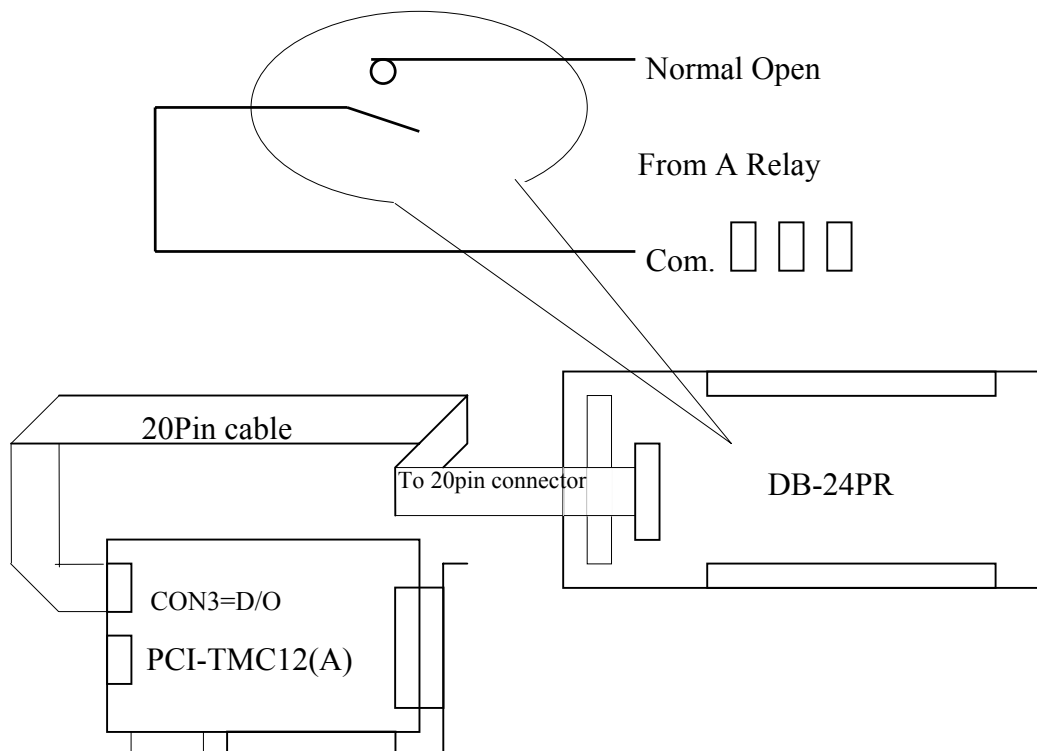 Normal Open
From A Relay
Com.
20Pin cable
To 20pin connector
DB-24PR
CON3=D/O
PCI-TMC12(A)